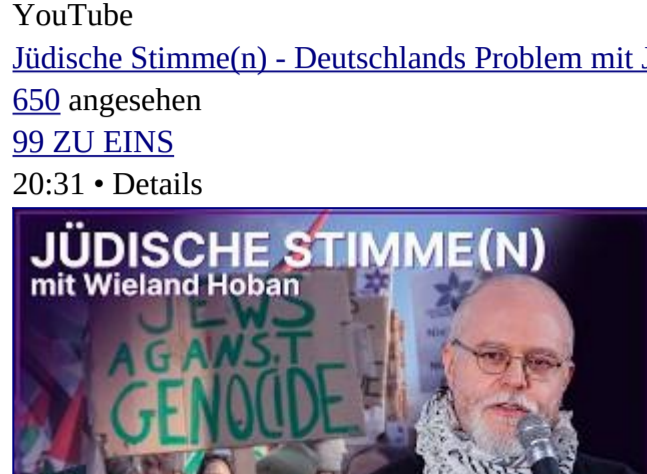 YouTube
Jüdische Stimme(n) - Deutschlands Problem mit
650 angesehen
99 ZU EINS
20:31 • Details
JÜDISCHE STIMME(N)
mit Wieland Hoban
JEWS
AGAINST
GENOCIDE